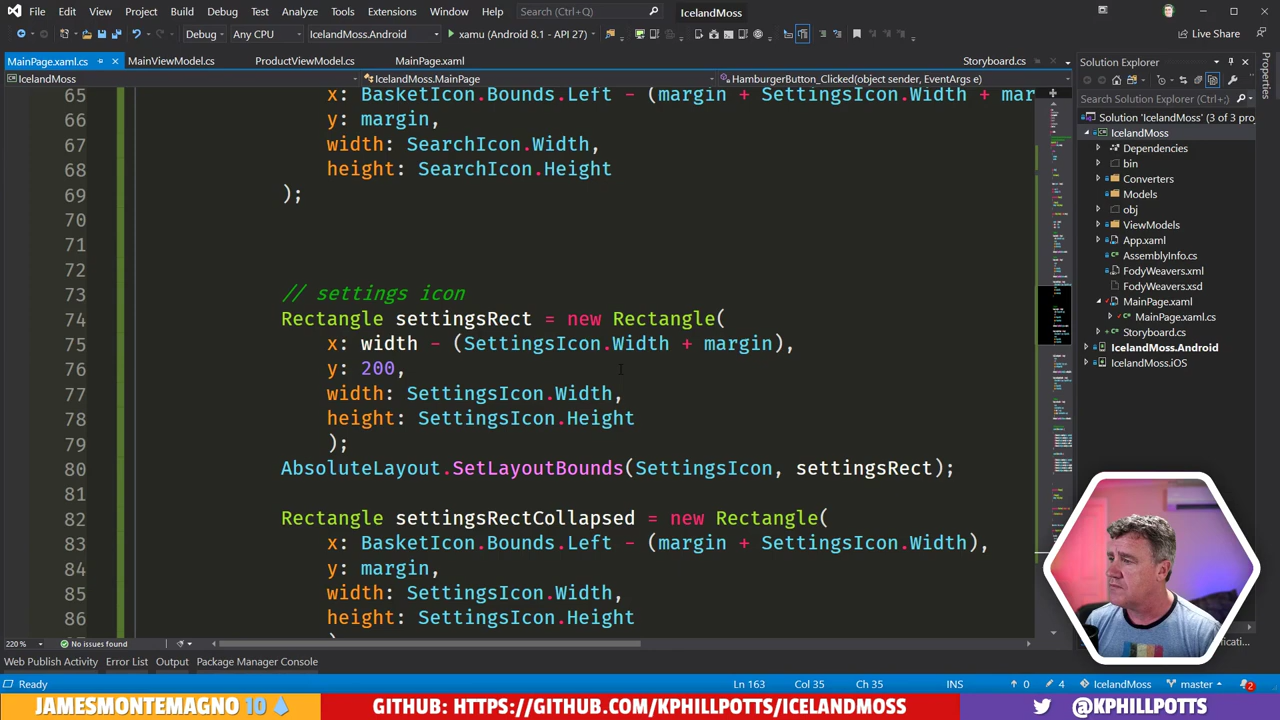 File Edit View Project Build Debug Test Analyze Tools Extensions Window Help Search (Ctrl+Q) IcelandMoss
Debug Any CPU IcelandMoss.Android xamu (Android 8.1 - API 27) Live Share
MainPage.xaml.cs MainViewModel.cs ProductViewModel.cs MainPage.xaml Storyboard.cs
IcelandMoss IcelandMoss.MainPage HamburgerButton_Clicked(object sender, EventArgs e)
65 x: BasketIcon.Bounds.Left - (margin + SettingsIcon.Width + mar
66 y: margin,
67 width: SearchIcon.Width,
68 height: SearchIcon.Height
69 );
70
71
72
73 // settings icon
74 Rectangle settingsRect = new Rectangle(
75 x: width - (SettingsIcon.Width + margin),
76 y: 200,
77 width: SettingsIcon.Width,
78 height: SettingsIcon.Height
79 );
80 AbsoluteLayout.SetLayoutBounds(SettingsIcon, settingsRect);
81
82 Rectangle settingsRectCollapsed = new Rectangle(
83 x: BasketIcon.Bounds.Left - (margin + SettingsIcon.Width),
84 y: margin,
85 width: SettingsIcon.Width,
86 height: SettingsIcon.Height
Solution Explorer
Search Solution Explorer (Ctrl+;)
Solution 'IcelandMoss' (3 of 3 pro
IcelandMoss
Dependencies
bin
Converters
Models
obj
ViewModels
App.xaml
AssemblyInfo.cs
FodyWeavers.xml
FodyWeavers.xsd
MainPage.xaml
MainPage.xaml.cs
Storyboard.cs
IcelandMoss.Android
IcelandMoss.iOS
Properties
220 % No issues found
Web Publish Activity Error List Output Package Manager Console
Ready Ln 163 Col 35 Ch 35 INS 0 4 IcelandMoss master 2
JAMESMONTEMAGNO 10 GITHUB: HTTPS://GITHUB.COM/KPHILLPOTTS/ICELANDMOSS @KPHILLPOTTS